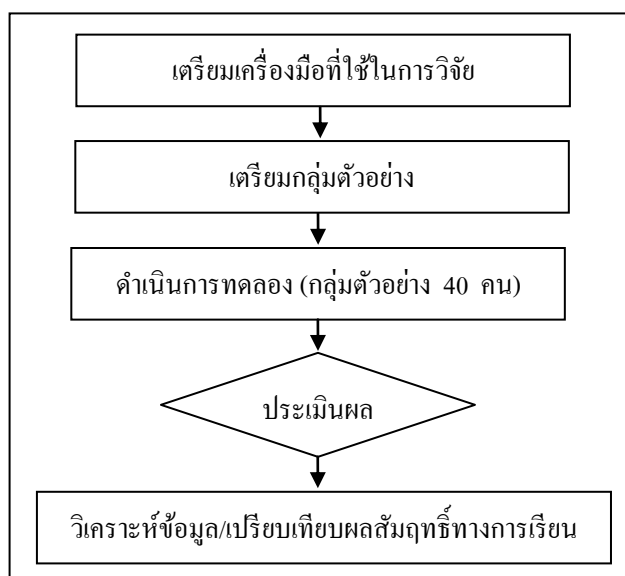 เตรียมเครื่องมือที่ใช้ในการวิจัย
เตรียมกลุ่มตัวอย่าง
ดำเนินการทดลอง (กลุ่มตัวอย่าง 40 คน)
ประเมินผล
วิเคราะห์ข้อมูล/เปรียบเทียบผลสัมฤทธิ์ทางการเรียน